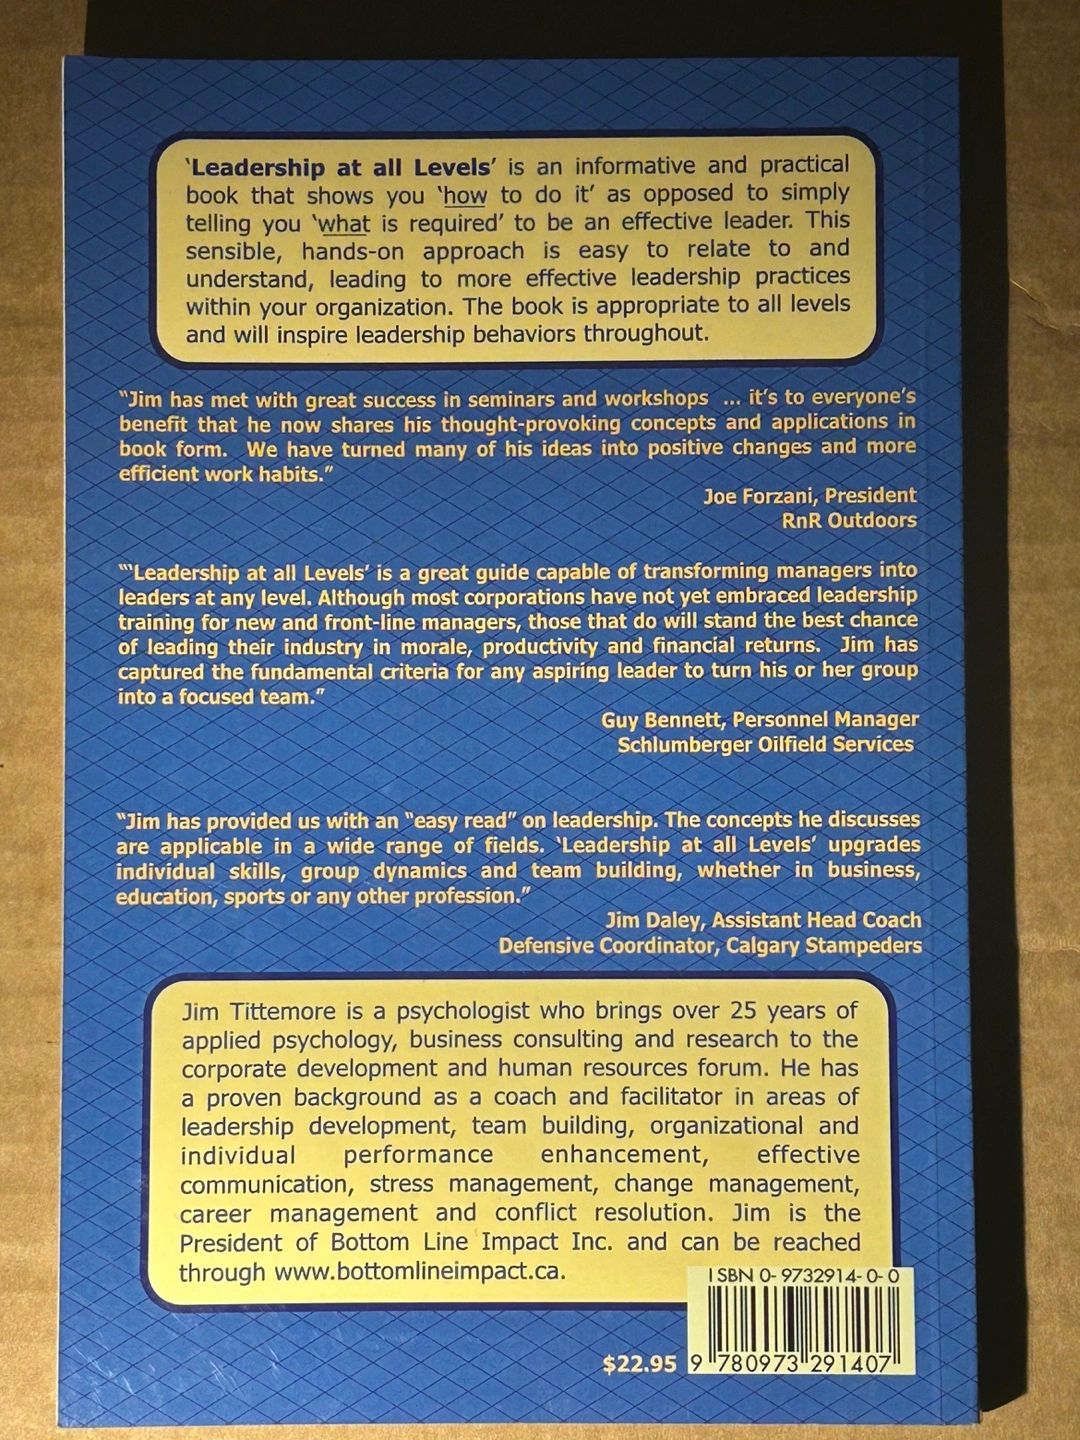 ‘Leadership at all Levels’ is an informative and practical
book that shows you ‘how to do it’ as opposed to simply
telling you ‘what is required’ to be an effective leader. This
sensible, hands-on approach is easy to relate to and
understand, leading to more effective leadership practices
within your organization. The book is appropriate to all levels
and will inspire leadership behaviors throughout.
“Jim has met with great success in seminars and workshops ... it’s to everyone’s
benefit that he now shares his thought-provoking concepts and applications in
book form. We have turned many of his ideas into positive changes and more
efficient work habits.”
Joe Forzani, President
RnR Outdoors
“‘Leadership at all Levels’ is a great guide capable of transforming managers into
leaders at any level. Although most corporations have not yet embraced leadership
training for new and front-line managers, those that do will stand the best chance
of leading their industry in morale, productivity and financial returns. Jim has
captured the fundamental criteria for any aspiring leader to turn his or her group
into a focused team.”
Guy Bennett, Personnel Manager
Schlumberger Oilfield Services
“Jim has provided us with an “easy read” on leadership. The concepts he discusses
are applicable in a wide range of fields. ‘Leadership at all Levels’ upgrades
individual skills, group dynamics and team building, whether in business,
education, sports or any other profession.”
Jim Daley, Assistant Head Coach
Defensive Coordinator, Calgary Stampeders
Jim Tittemore is a psychologist who brings over 25 years of
applied psychology, business consulting and research to the
corporate development and human resources forum. He has
a proven background as a coach and facilitator in areas of
leadership development, team building, organizational and
individual performance enhancement, effective
communication, stress management, change management,
career management and conflict resolution. Jim is the
President of Bottom Line Impact Inc. and can be reached
through www.bottomlineimpact.ca.
ISBN 0-9732914-0-0
$22.95
9 780973 291407